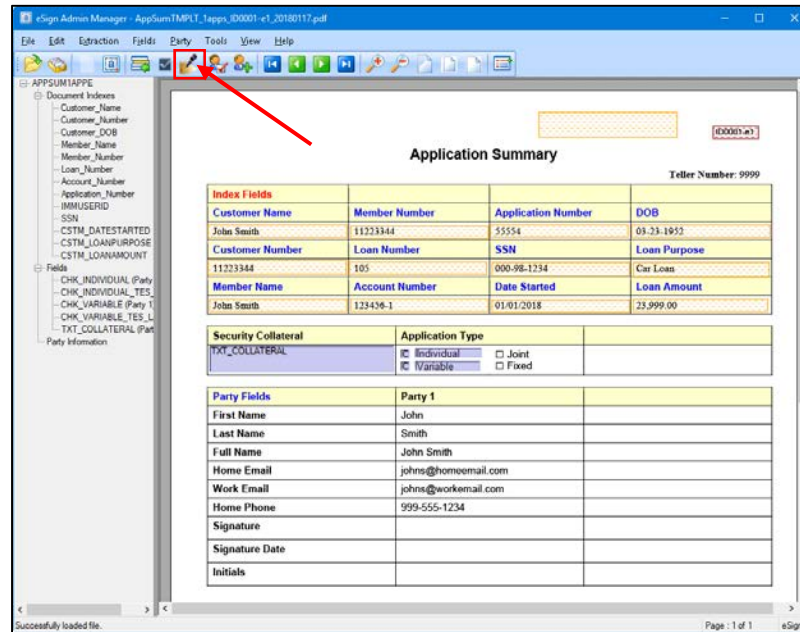 eSign Admin Manager - AppSumTMPLT_1apps_ID0001-e1_20180117.pdf
File Edit Extraction Fields Party Tools View Help
APPSUM1APPE
Document Indexes
Customer_Name
Customer_Number
Customer_DOB
Member_Name
Member_Number
Loan_Number
Account_Number
Application_Number
IMMUSERID
SSN
CSTM_DATESTARTED
CSTM_LOANPURPOSE
CSTM_LOANAMOUNT
Fields
CHK_INDIVIDUAL (Party
CHK_INDIVIDUAL_TES_
CHK_VARIABLE (Party 1)
CHK_VARIABLE_TES_L
TXT_COLLATERAL (Part
Party Information
ID0001-e1
Application Summary
Teller Number: 9999
Index Fields
Customer Name Member Number Application Number DOB
John Smith 11223344 55554 03-23-1952
Customer Number Loan Number SSN Loan Purpose
11223344 105 000-98-1234 Car Loan
Member Name Account Number Date Started Loan Amount
John Smith 123456-1 01/01/2018 23,999.00
Security Collateral Application Type
TXT_COLLATERAL Individual Joint
Variable Fixed
Party Fields Party 1
First Name John
Last Name Smith
Full Name John Smith
Home Email johns@homeemail.com
Work Email johns@workemail.com
Home Phone 999-555-1234
Signature
Signature Date
Initials
Successfully loaded file. Page : 1 of 1 eSign